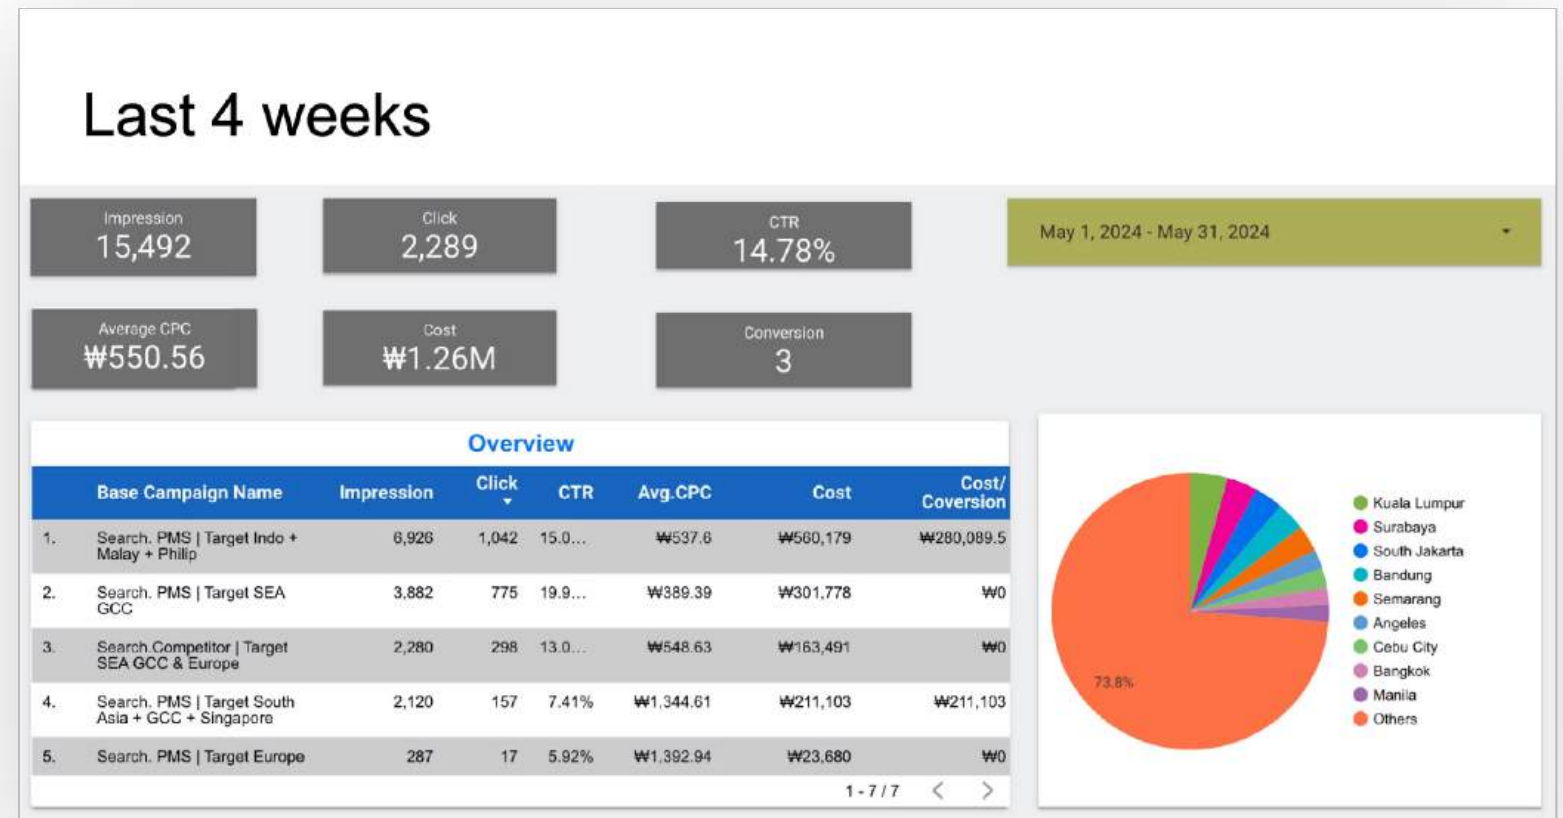 Last 4 weeks
Impression
15,492
Click
2,289
CTR
14.78%
May 1, 2024 - May 31, 2024
Average CPC
₩550.56
Cost
₩1.26M
Conversion
3
Overview
Base Campaign Name Impression Click CTR Avg.CPC Cost Cost/
Coversion
1. Search. PMS | Target Indo + 6,926 1,042 15.0... ₩537.6 ₩560,179 ₩280,089.5
Malay + Philip
2. Search. PMS | Target SEA 3,882 775 19.9... ₩389.39 ₩301,778 ₩0
GCC
3. Search.Competitor | Target 2,280 298 13.0... ₩548.63 ₩163,491 ₩0
SEA GCC & Europe
4. Search. PMS | Target South 2,120 157 7.41% ₩1,344.61 ₩211,103 ₩211,103
Asia + GCC + Singapore
5. Search. PMS | Target Europe 287 17 5.92% ₩1,392.94 ₩23,680 ₩0
1 - 7 / 7
73.8%
Kuala Lumpur
Surabaya
South Jakarta
Bandung
Semarang
Angeles
Cebu City
Bangkok
Manila
Others